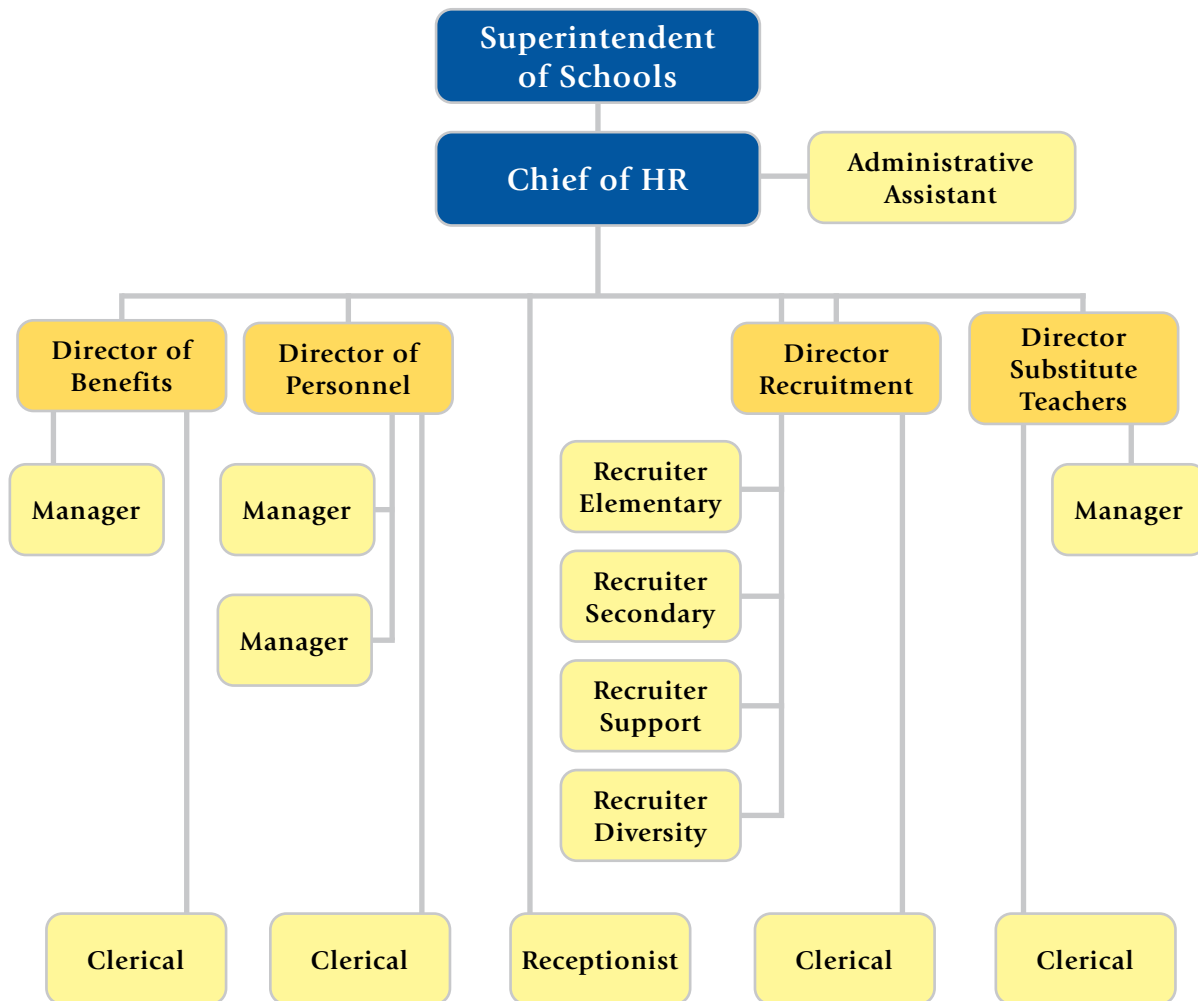 Superintendent
of Schools
Chief of HR
Administrative
Assistant
Director of
Benefits
Director of
Personnel
Director
Recruitment
Director
Substitute
Teachers
Manager
Manager
Manager
Recruiter
Elementary
Recruiter
Secondary
Recruiter
Support
Recruiter
Diversity
Manager
Clerical
Clerical
Receptionist
Clerical
Clerical